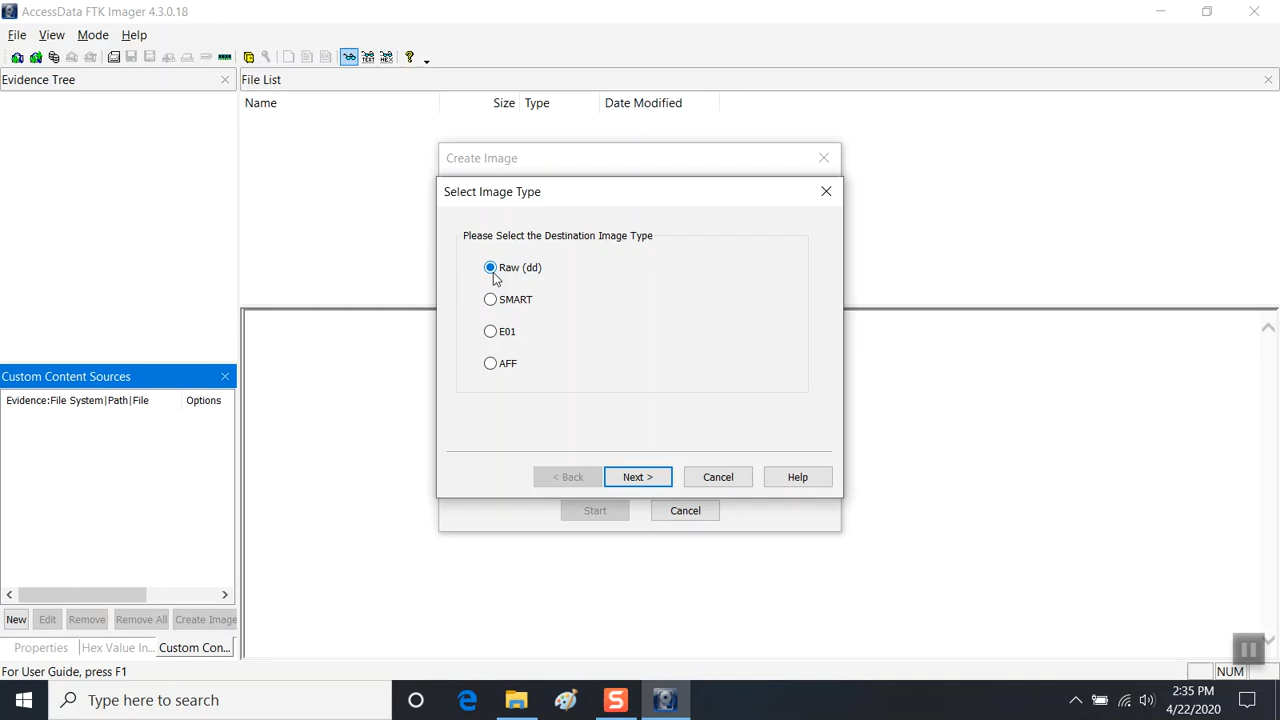 AccessData FTK Imager 4.3.0.18
File View Mode Help
Evidence Tree
File List
Name Size Type Date Modified
Create Image
Select Image Type
Please Select the Destination Image Type
Raw (dd)
SMART
E01
AFF
< Back Next > Cancel Help
Start Cancel
Custom Content Sources
Evidence:File System|Path|File Options
New Edit Remove Remove All Create Image
Properties Hex Value In... Custom Con...
For User Guide, press F1
NUM
Type here to search
2:35 PM
4/22/2020